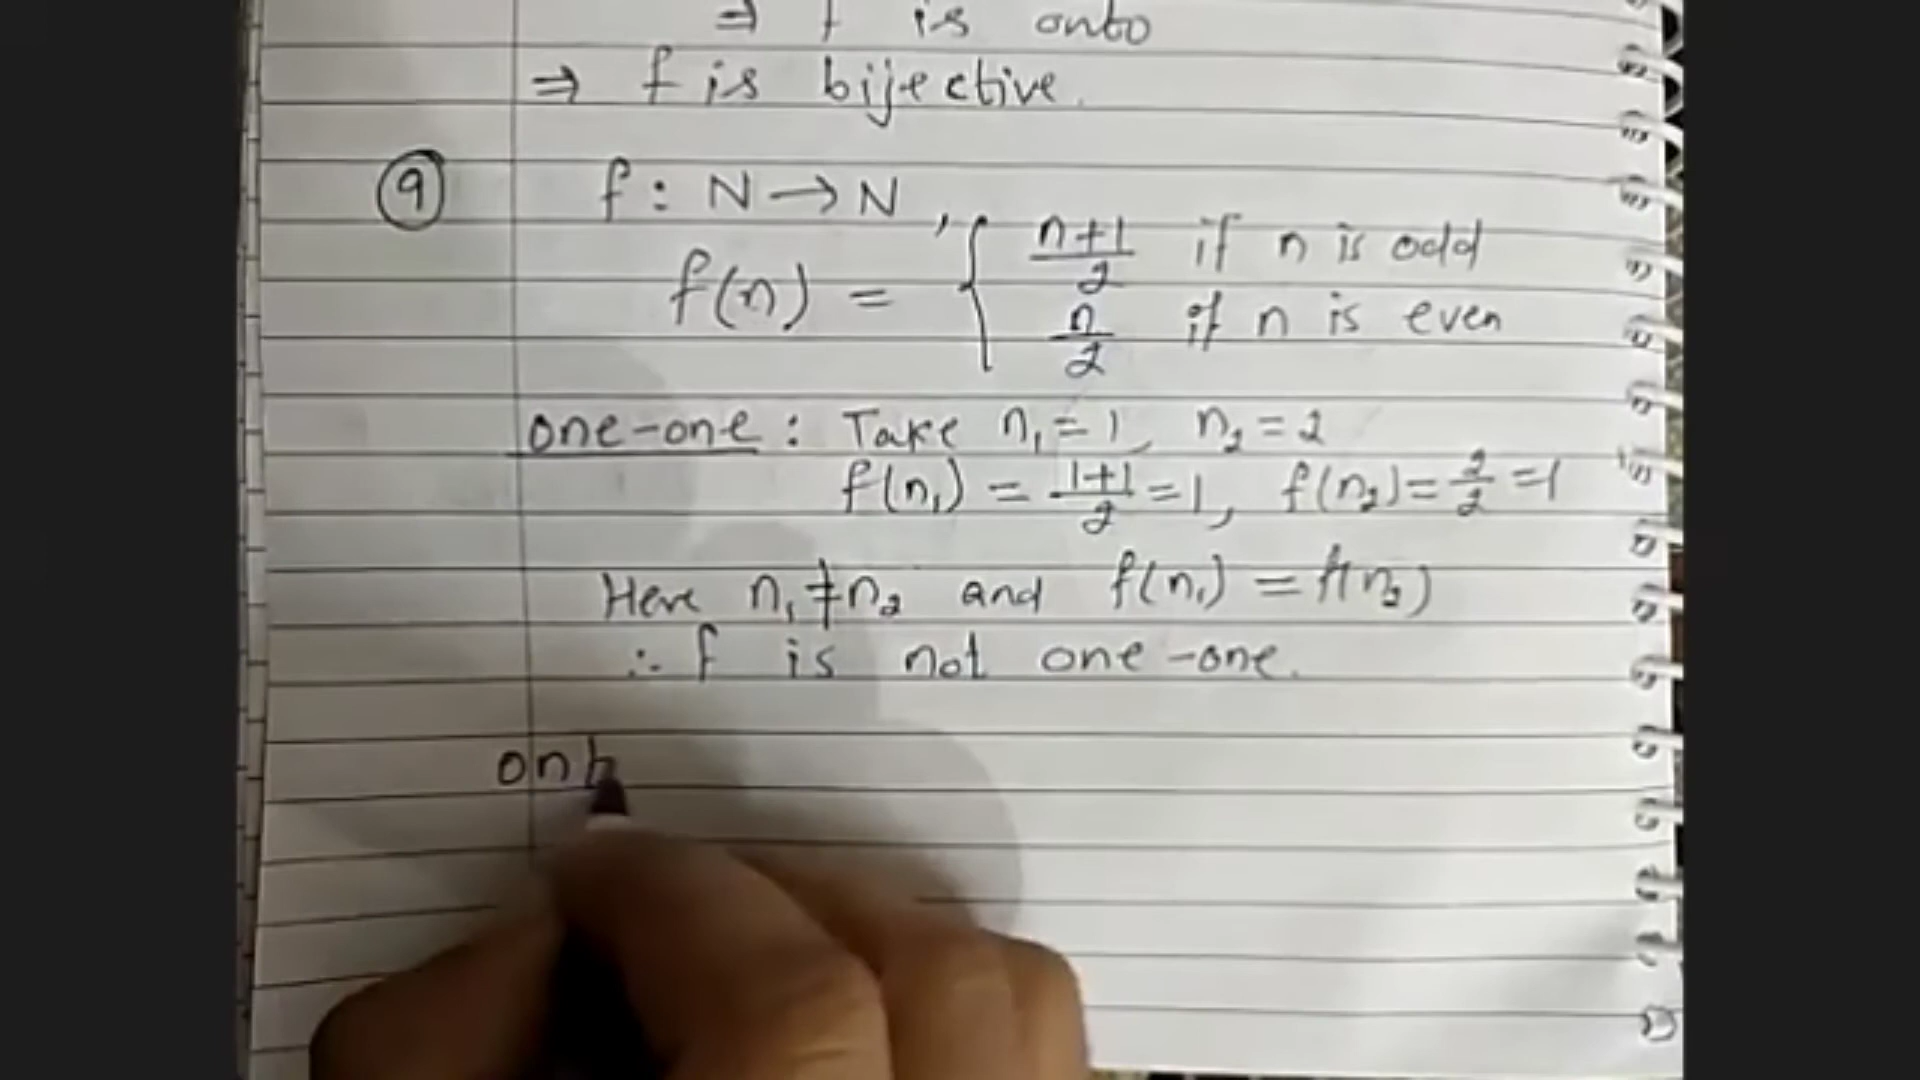 ⇒ f is onto
⇒ f is bijective.
⑨ f : N → N ,
f(n) = { n+1/2 if n is odd
n/2 if n is even
one-one : Take n₁ = 1, n₂ = 2
f(n₁) = 1+1/2 = 1, f(n₂) = 2/2 = 1
Here n₁ ≠ n₂ and f(n₁) = f(n₂)
∴ f is not one-one.
ont